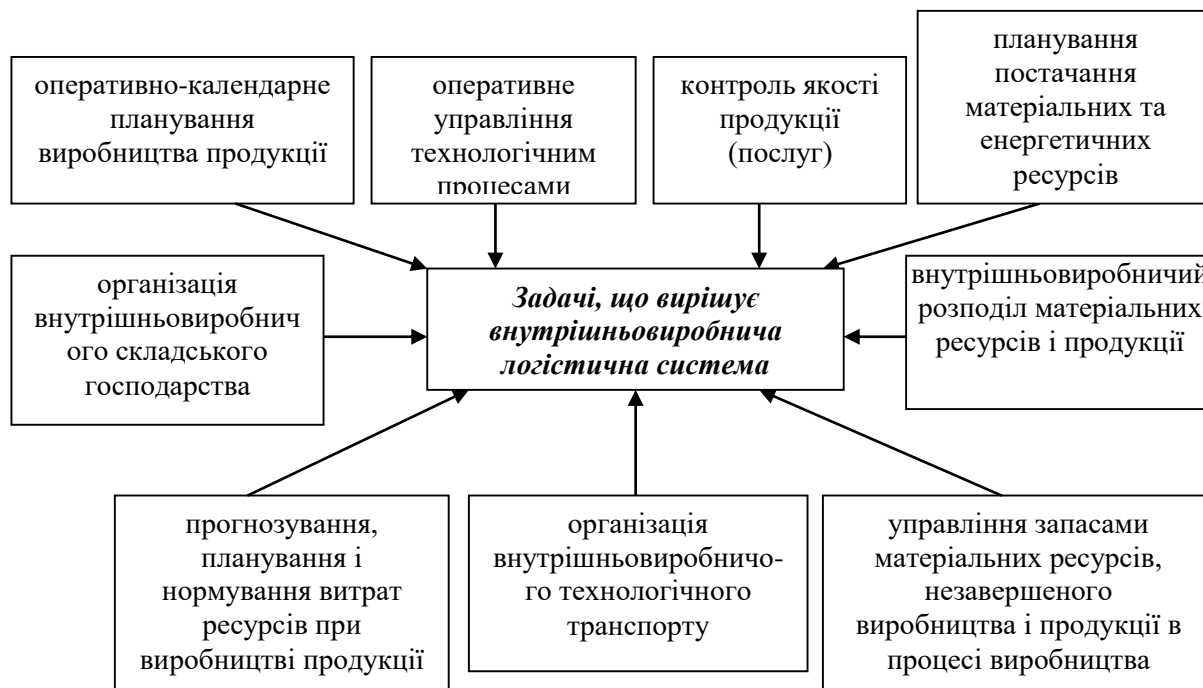 оперативно-календарне
планування
виробництва продукції
оперативне
управління
технологічним
процесами
контроль якості
продукції
(послуг)
планування
постачання
матеріальних та
енергетичних
ресурсів
організація
внутрішньовиробнич
ого складського
господарства
Задачі, що вирішує
внутрішньовиробнича
логістична система
внутрішньовиробничий
розподіл матеріальних
ресурсів і продукції
прогнозування,
планування і
нормування витрат
ресурсів при
виробництві продукції
організація
внутрішньовиробничо-
го технологічного
транспорту
управління запасами
матеріальних ресурсів,
незавершеного
виробництва і продукції в
процесі виробництва